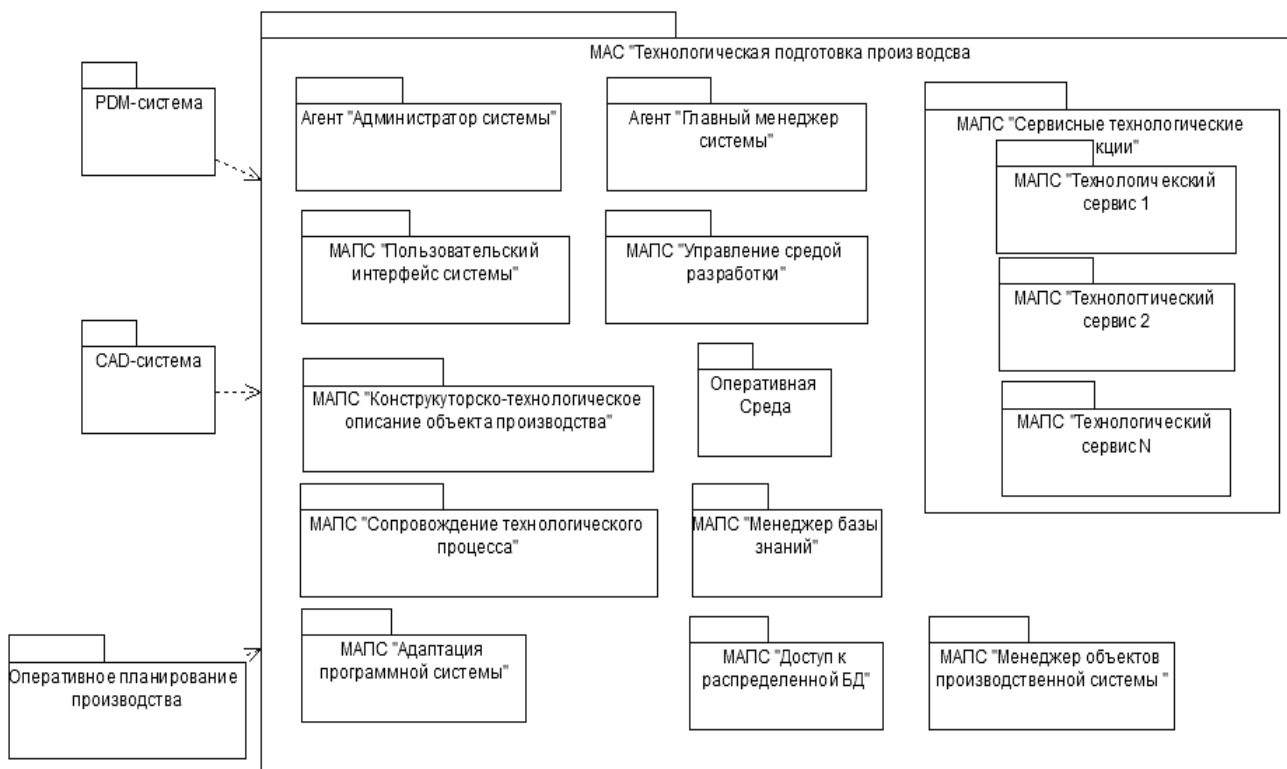 МАС "Технологическая подготовка производсва
PDM-система
CAD-система
Оперативное планирование
производства
Агент "Администратор системы"
Агент "Главный менеджер
системы"
МАПС "Пользовательский
интерфейс системы"
МАПС "Управление средой
разработки"
МАПС "Конструкуторско-технологическое
описание объекта производства"
Оперативная
Среда
МАПС "Сопровождение технологического
процесса"
МАПС "Менеджер базы
знаний"
МАПС "Адаптация
программной системы"
МАПС "Доступ к
распределенной БД"
МАПС "Менеджер объектов
производственной системы "
МАПС "Сервисные технологические
кции"
МАПС "Технологичекский
сервис 1
МАПС "Технологтический
сервис 2
МАПС "Технологический
сервис N